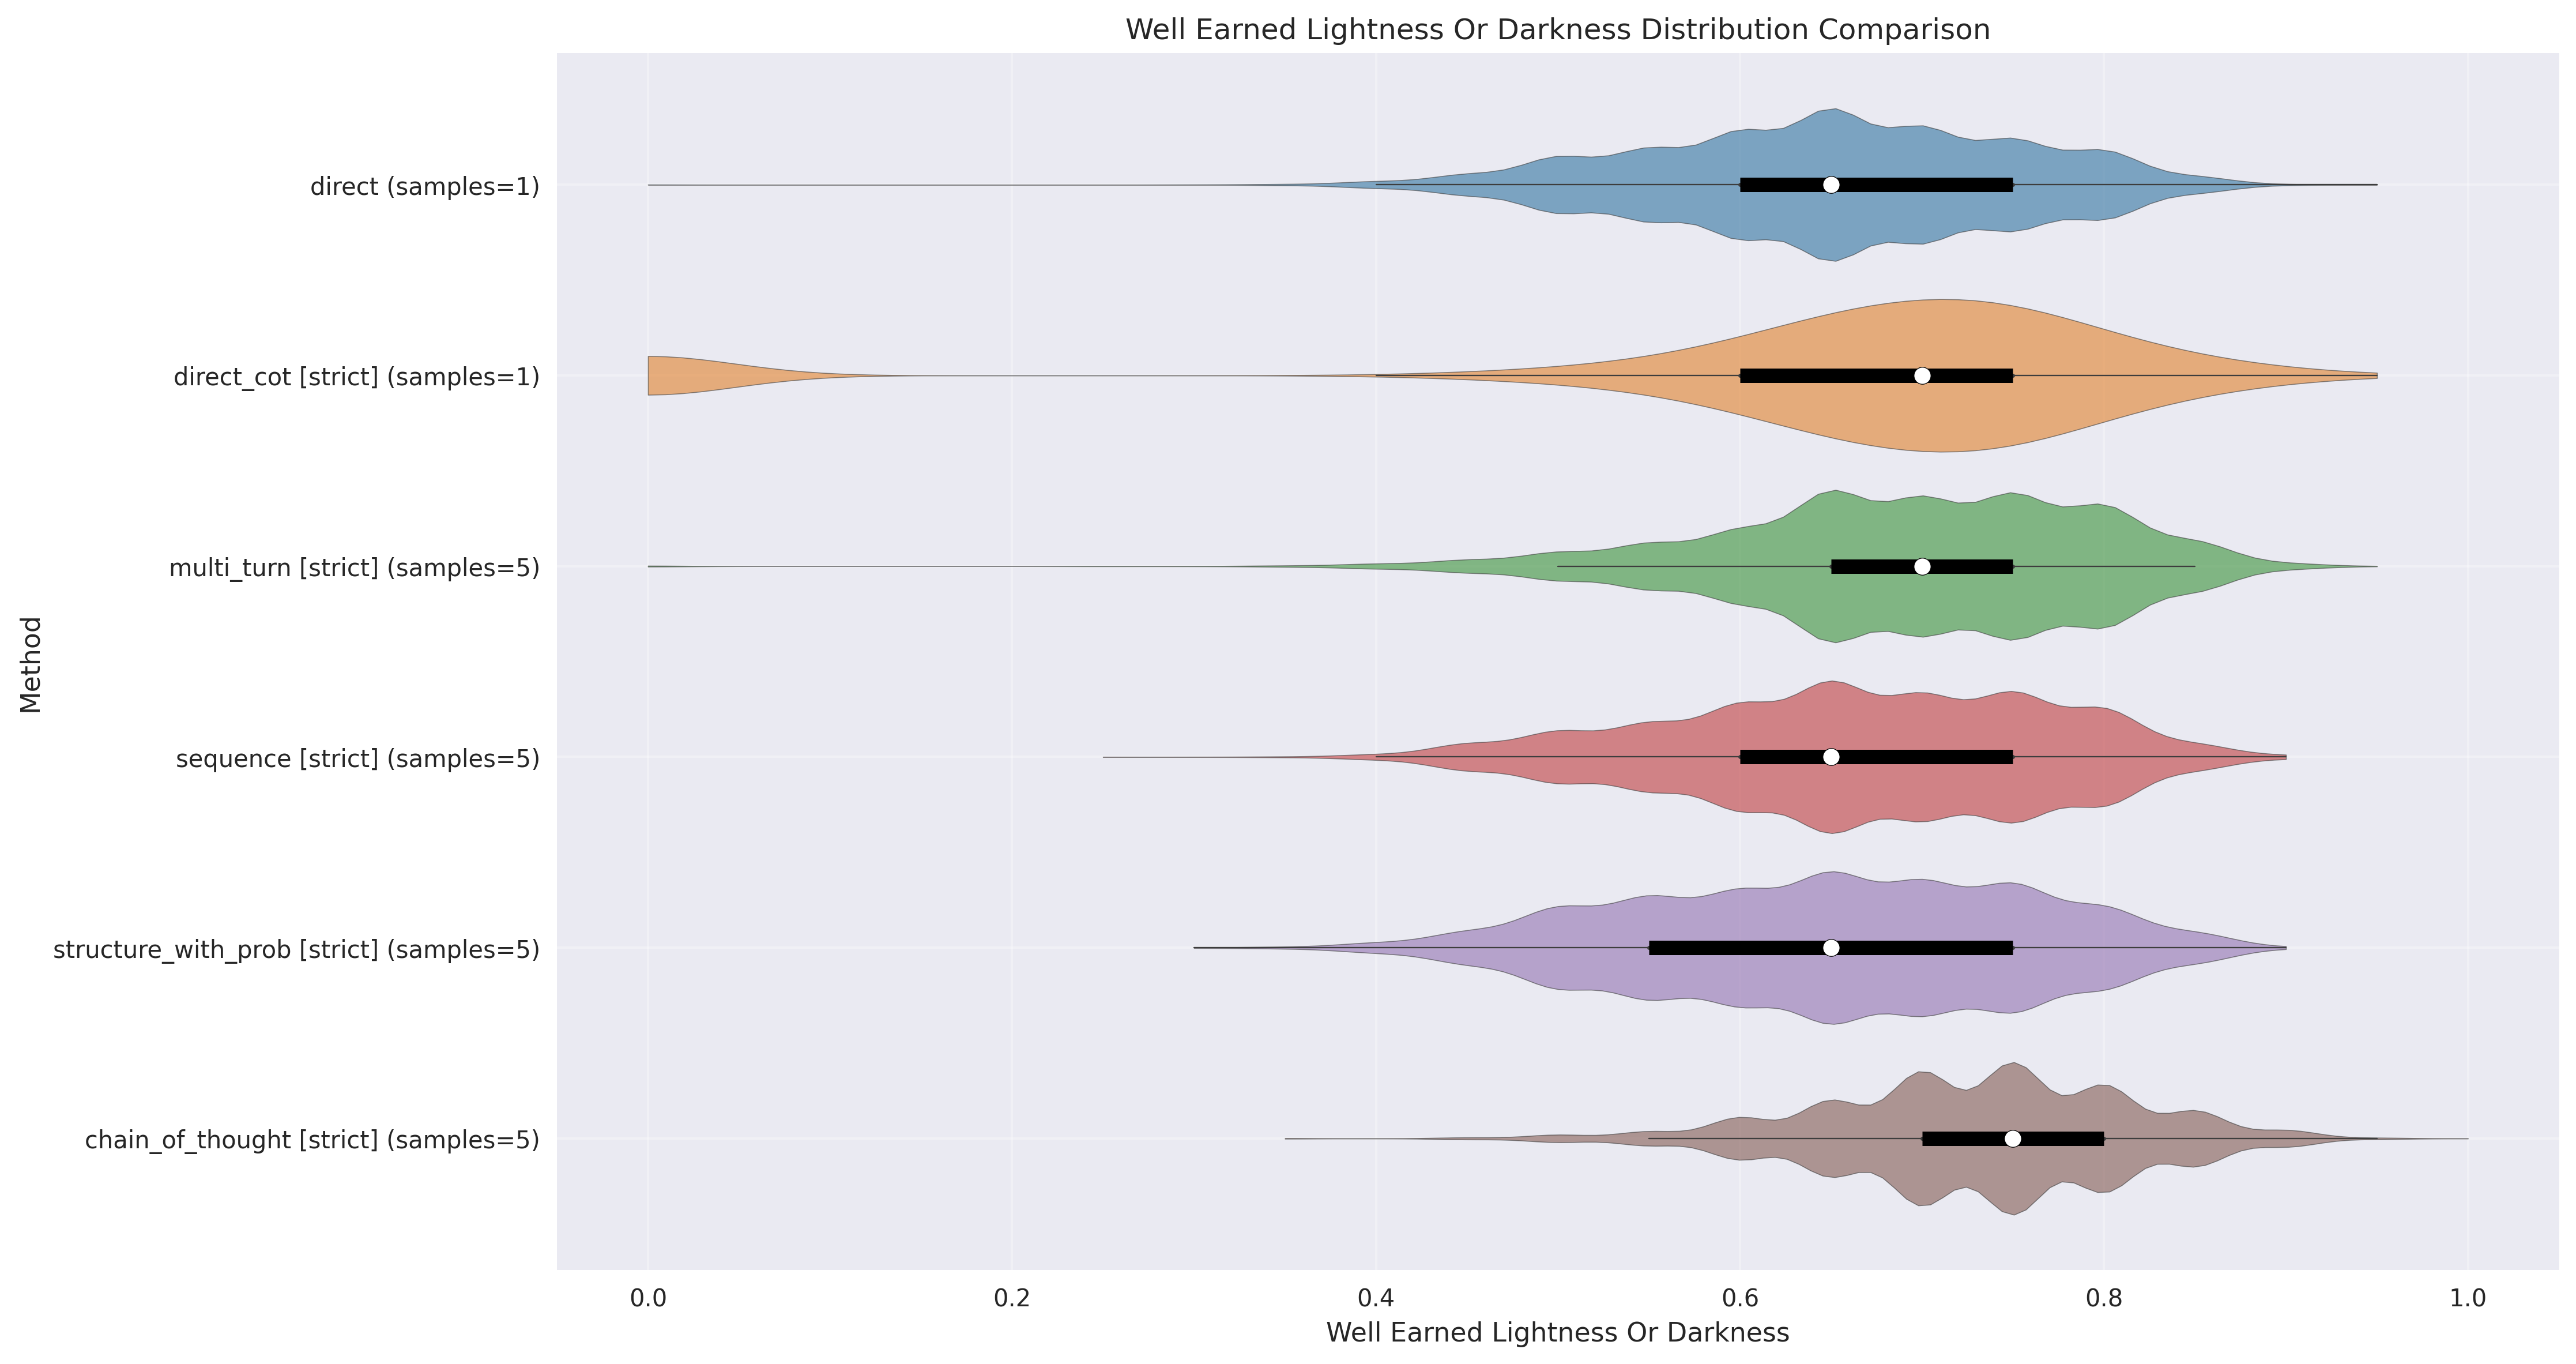 Well Earned Lightness Or Darkness Distribution Comparison
Method
direct (samples=1)
direct_cot [strict] (samples=1)
multi_turn [strict] (samples=5)
sequence [strict] (samples=5)
structure_with_prob [strict] (samples=5)
chain_of_thought [strict] (samples=5)
0.0 0.2 0.4 0.6 0.8 1.0
Well Earned Lightness Or Darkness